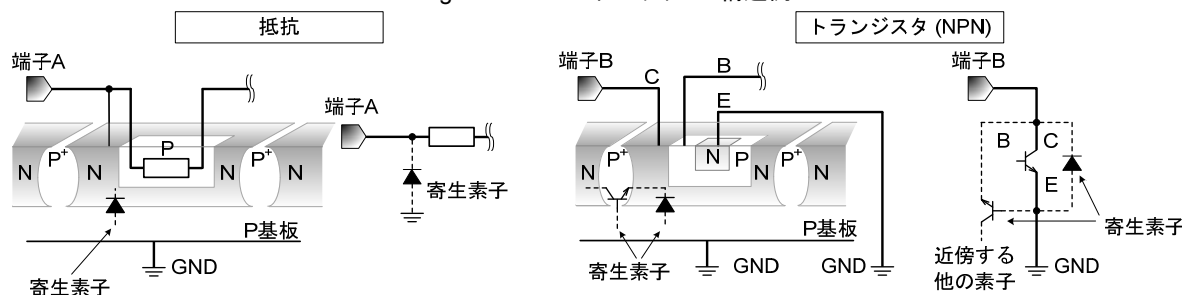 抵抗
トランジスタ (NPN)
端子A
端子A
N
P+
N
P
P+
N
寄生素子
P基板
GND
寄生素子
端子B
C
B
E
N
P+
N
N
P
P+
N
P基板
寄生素子
GND
GND
端子B
B
C
E
寄生素子
近傍する
他の素子
GND